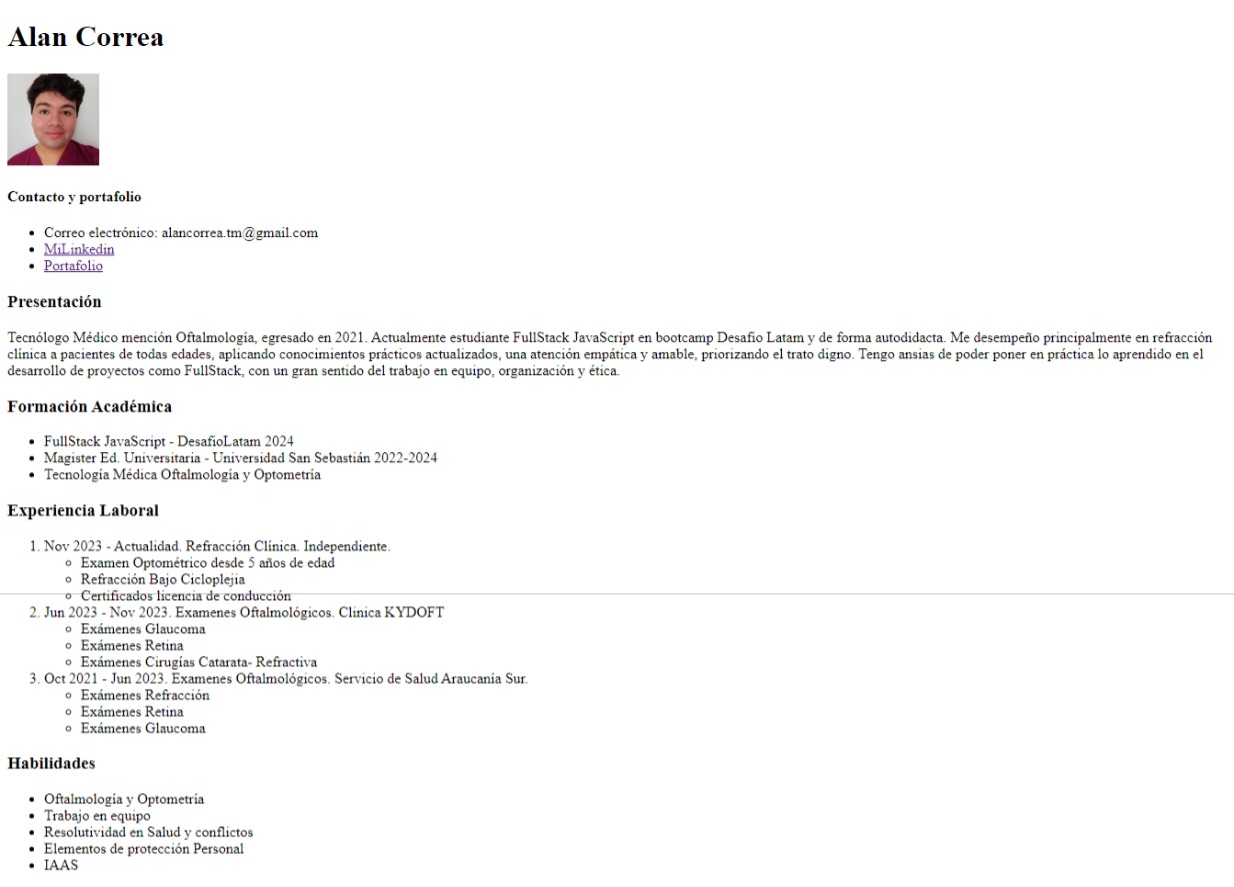 Alan Correa
Contacto y portafolio
• Correo electrónico: alancorrea.tm@gmail.com
• MiLinkedin
• Portafolio
Presentación
Tecnólogo Médico mención Oftalmología, egresado en 2021. Actualmente estudiante FullStack JavaScript en bootcamp Desafio Latam y de forma autodidacta. Me desempeño principalmente en refracción
clínica a pacientes de todas edades, aplicando conocimientos prácticos actualizados, una atención empática y amable, priorizando el trato digno. Tengo ansias de poder poner en práctica lo aprendido en el
desarrollo de proyectos como FullStack, con un gran sentido del trabajo en equipo, organización y ética.
Formación Académica
• FullStack JavaScript - DesafioLatam 2024
• Magister Ed. Universitaria - Universidad San Sebastián 2022-2024
• Tecnología Médica Oftalmología y Optometría
Experiencia Laboral
1. Nov 2023 - Actualidad. Refracción Clínica. Independiente.
◦ Examen Optométrico desde 5 años de edad
◦ Refracción Bajo Cicloplejia
◦ Certificados licencia de conducción
2. Jun 2023 - Nov 2023. Examenes Oftalmológicos. Clinica KYDOFT
◦ Exámenes Glaucoma
◦ Exámenes Retina
◦ Exámenes Cirugías Catarata- Refractiva
3. Oct 2021 - Jun 2023. Examenes Oftalmológicos. Servicio de Salud Araucanía Sur.
◦ Exámenes Refracción
◦ Exámenes Retina
◦ Exámenes Glaucoma
Habilidades
• Oftalmología y Optometría
• Trabajo en equipo
• Resolutividad en Salud y conflictos
• Elementos de protección Personal
• IAAS